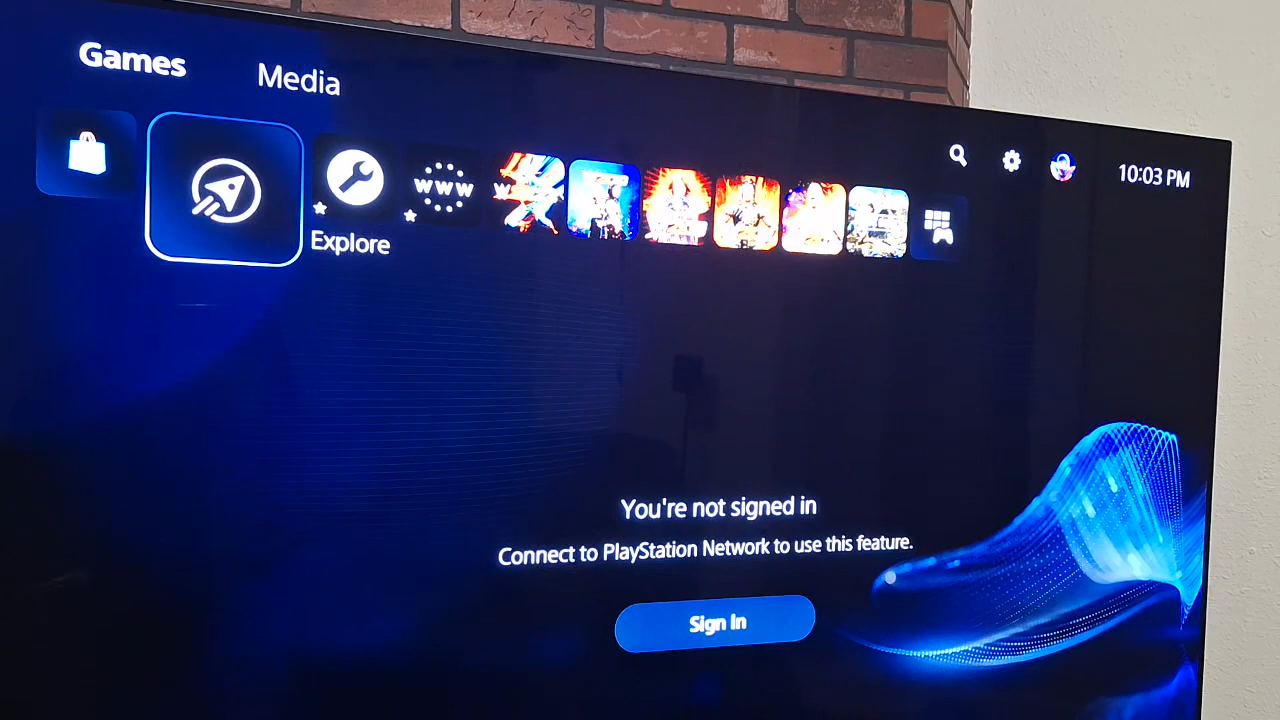 Games
Media
10:03 PM
www
Explore
You're not signed in
Connect to PlayStation Network to use this feature.
Sign In